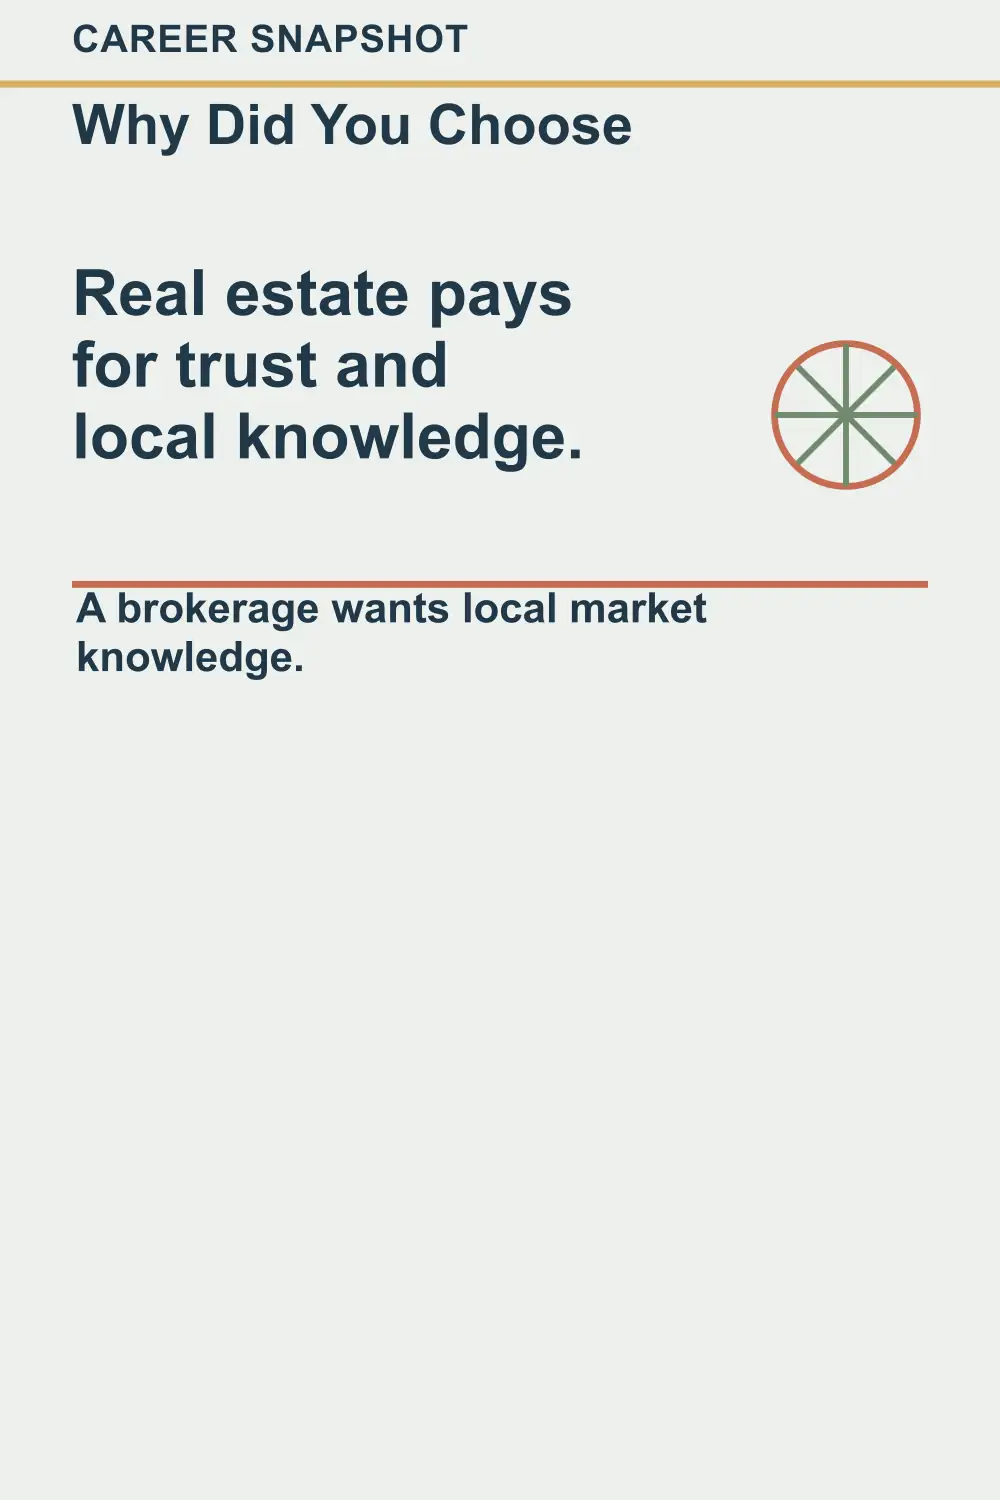 CAREER SNAPSHOT
Why Did You Choose
Real estate pays
for trust and
local knowledge.
A brokerage wants local market
knowledge.